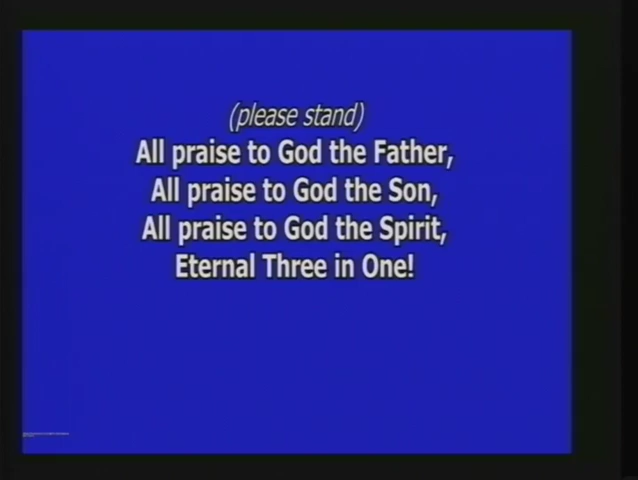 (please stand)
All praise to God the Father,
All praise to God the Son,
All praise to God the Spirit,
Eternal Three in One!